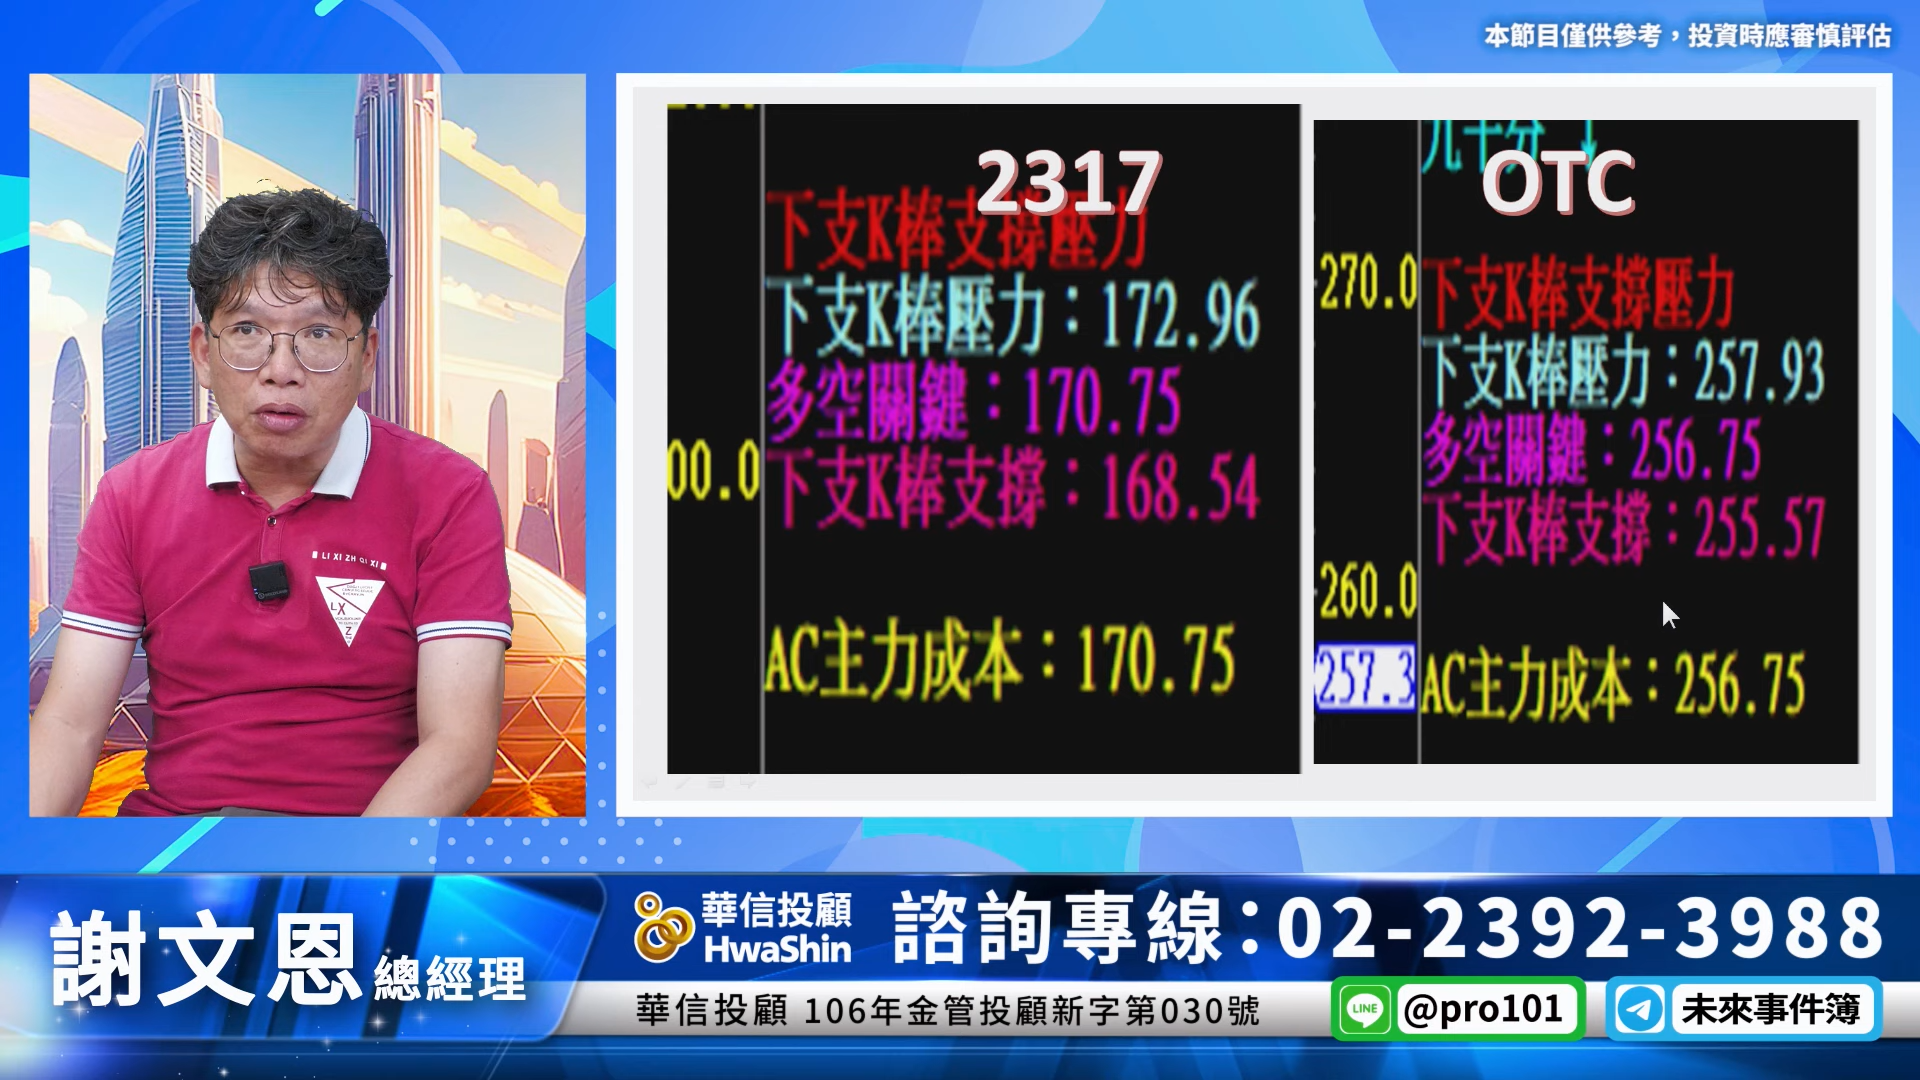 本節目僅供參考，投資時應審慎評估
2317
下支K棒支撐壓力
下支K棒壓力：172.96
多空關鍵：170.75
00.0
下支K棒支撐：168.54
AC主力成本：170.75
九十分 ↓
OTC
270.0
下支K棒支撐壓力
下支K棒壓力：257.93
多空關鍵：256.75
下支K棒支撐：255.57
260.0
257.3
AC主力成本：256.75
LI XI ZH QI XI
LX
Z
謝文恩 總經理
華信投顧
HwaShin
諮詢專線：02-2392-3988
華信投顧 106年金管投顧新字第030號
LINE
@pro101
未來事件簿